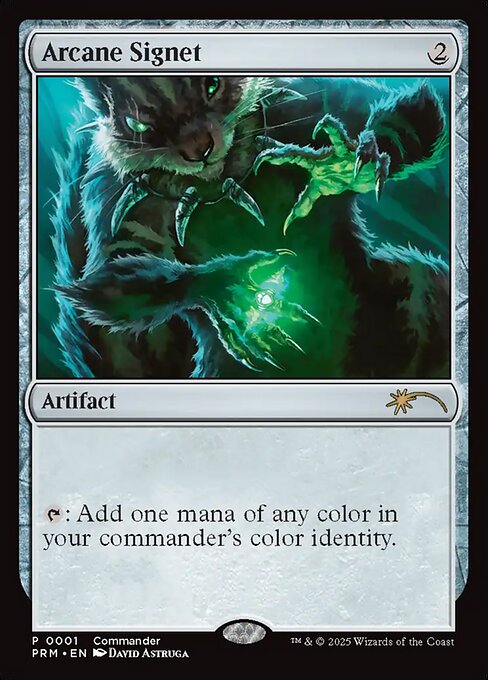 Arcane Signet 2
Artifact
: Add one mana of any color in
your commander's color identity.
P 0001 Commander
PRM • EN David Astruga
™ & © 2025 Wizards of the Coast